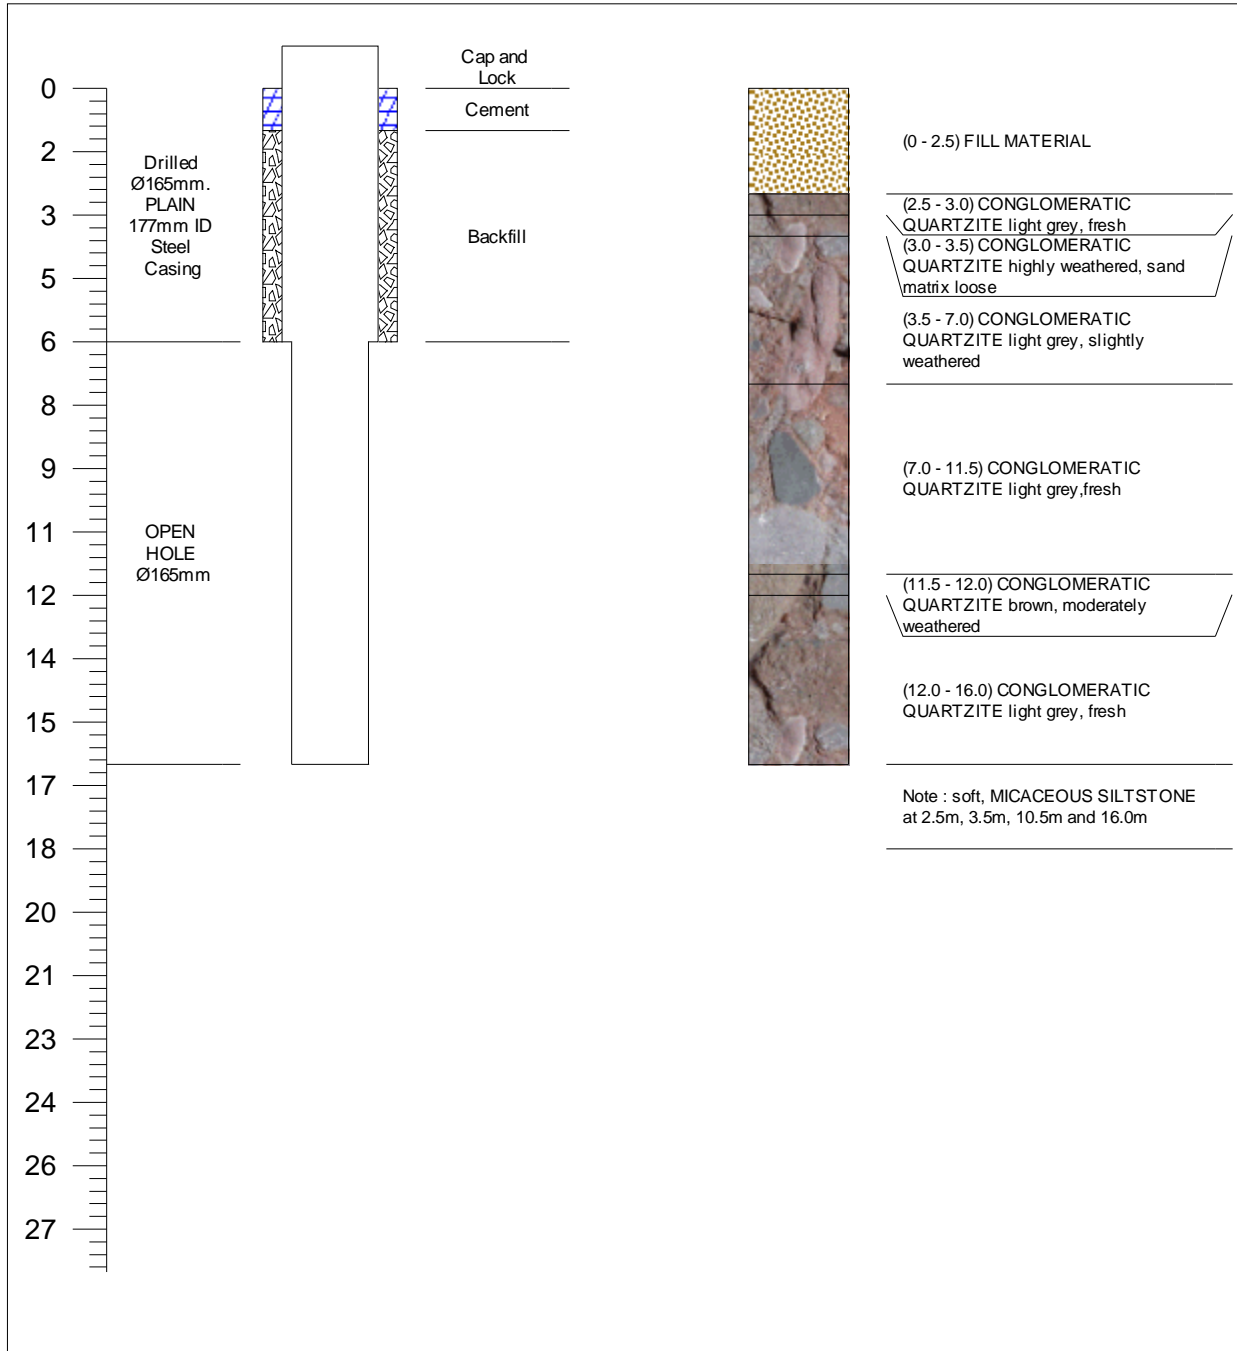 0
2
3
5
6
8
9
11
12
14
15
17
18
20
21
23
24
26
27
Drilled
Ø165mm.
PLAIN
177mm ID
Steel
Casing
OPEN
HOLE
Ø165mm
Cap and
Lock
Cement
Backfill
(0 - 2.5) FILL MATERIAL
(2.5 - 3.0) CONGLOMERATIC
QUARTZITE light grey, fresh
(3.0 - 3.5) CONGLOMERATIC
QUARTZITE highly weathered, sand
matrix loose
(3.5 - 7.0) CONGLOMERATIC
QUARTZITE light grey, slightly
weathered
(7.0 - 11.5) CONGLOMERATIC
QUARTZITE light grey,fresh
(11.5 - 12.0) CONGLOMERATIC
QUARTZITE brown, moderately
weathered
(12.0 - 16.0) CONGLOMERATIC
QUARTZITE light grey, fresh
Note : soft, MICACEOUS SILTSTONE
at 2.5m, 3.5m, 10.5m and 16.0m